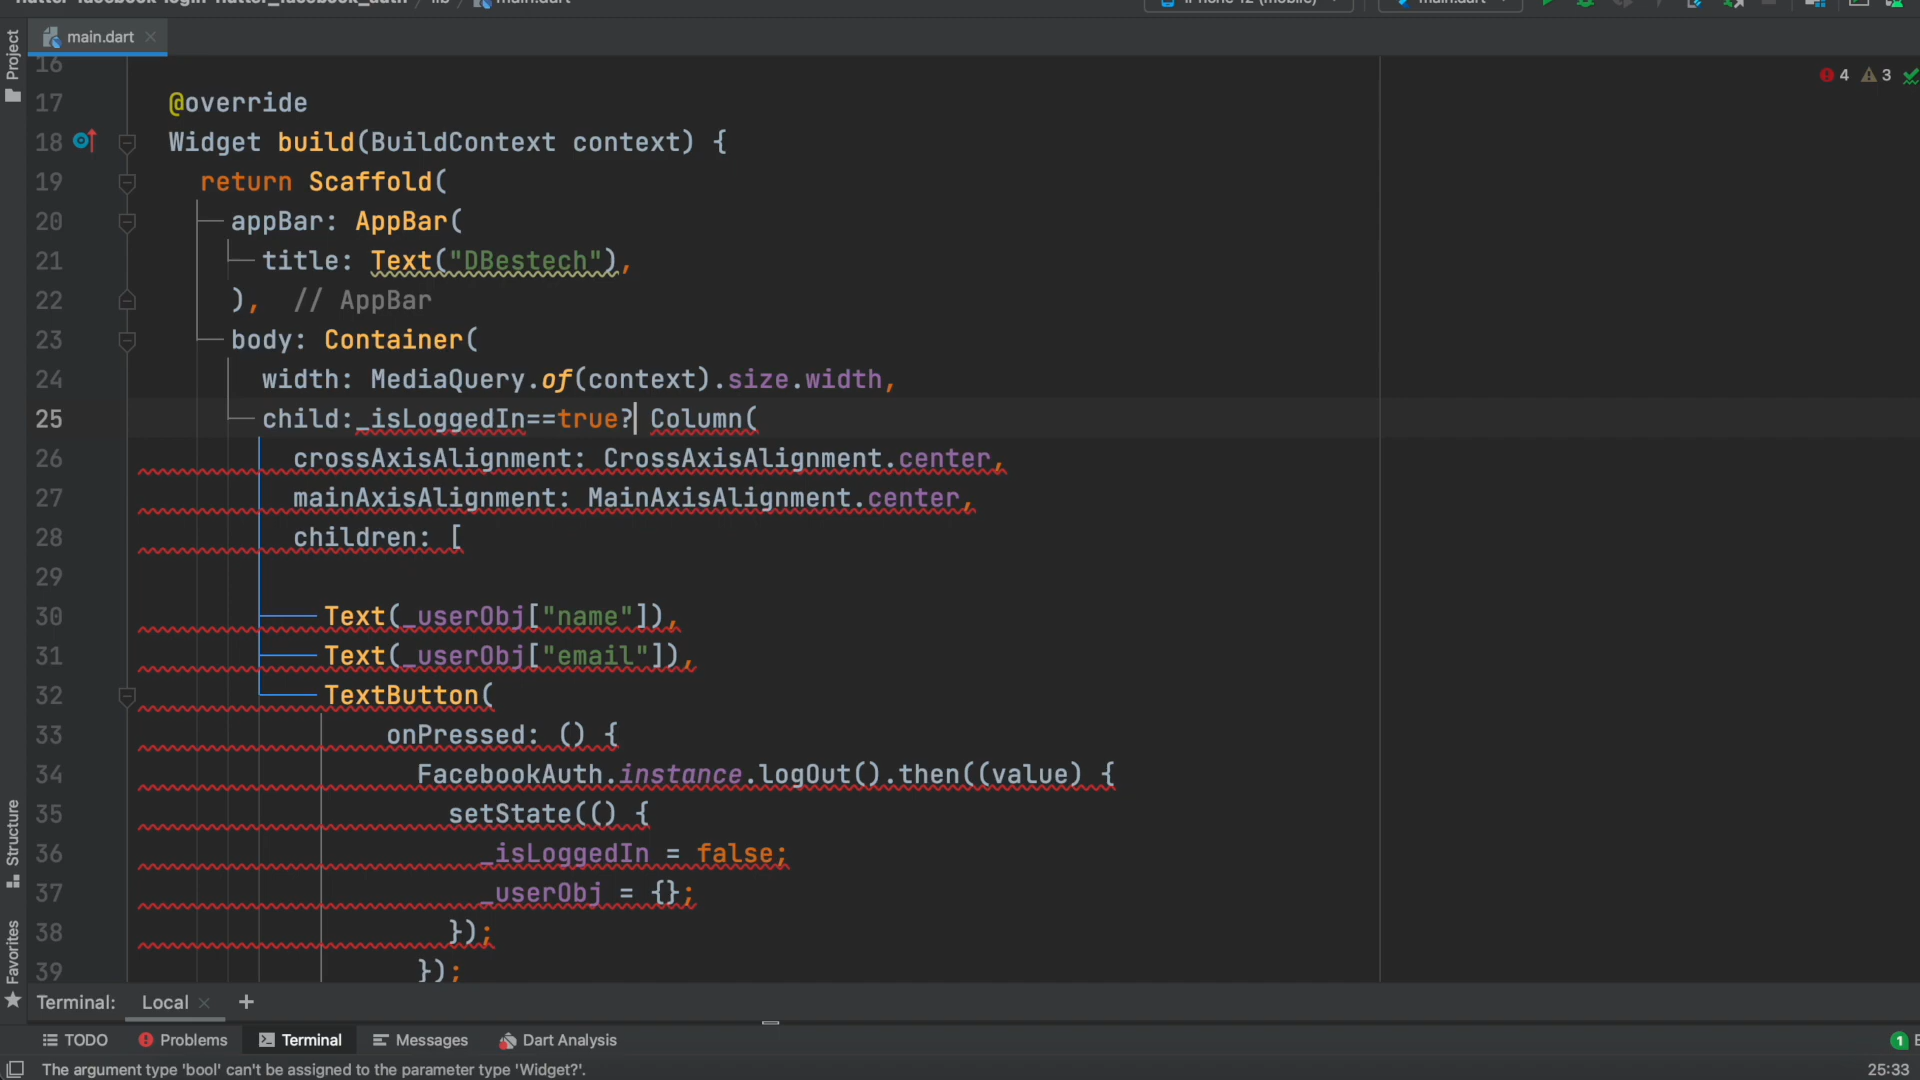 main.dart
Project
4 3
16
17 @override
18 Widget build(BuildContext context) {
19 return Scaffold(
20 appBar: AppBar(
21 title: Text("DBestech"),
22 ), // AppBar
23 body: Container(
24 width: MediaQuery.of(context).size.width,
25 child:_isLoggedIn==true? Column(
26 crossAxisAlignment: CrossAxisAlignment.center,
27 mainAxisAlignment: MainAxisAlignment.center,
28 children: [
29
30 Text(_userObj["name"]),
31 Text(_userObj["email"]),
32 TextButton(
33 onPressed: () {
34 FacebookAuth.instance.logOut().then((value) {
35 setState(() {
36 _isLoggedIn = false;
37 _userObj = {};
38 });
39 });
Structure
Favorites
Terminal: Local +
TODO Problems Terminal Messages Dart Analysis
1
The argument type 'bool' can't be assigned to the parameter type 'Widget?'. 25:33